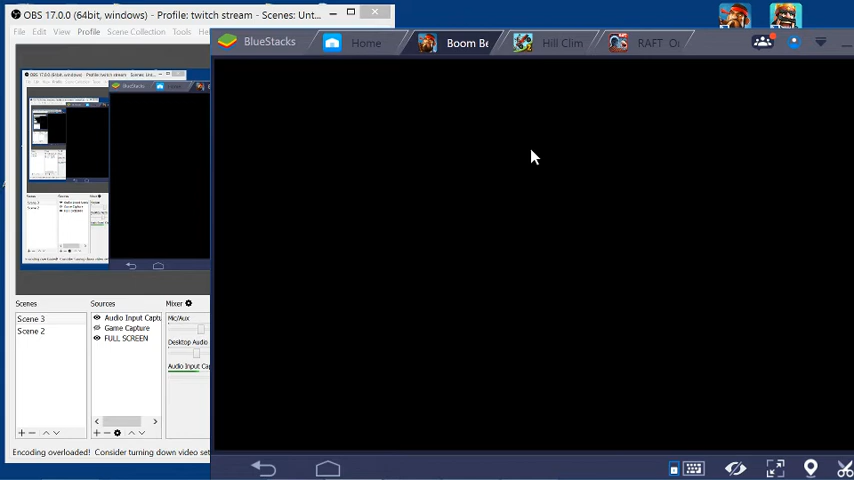 OBS 17.0.0 (64bit, windows) - Profile: twitch stream - Scenes: Unt...
File Edit View Profile Scene Collection Tools
BlueStacks Home Boom Be Hill Clim RAFT
Scenes Sources Mixer
Scene 3
Scene 2
Audio Input Captu
Game Capture
FULL SCREEN
Mic/Aux
Desktop Audio
Audio Input Cap
Encoding overloaded! Consider turning down video set